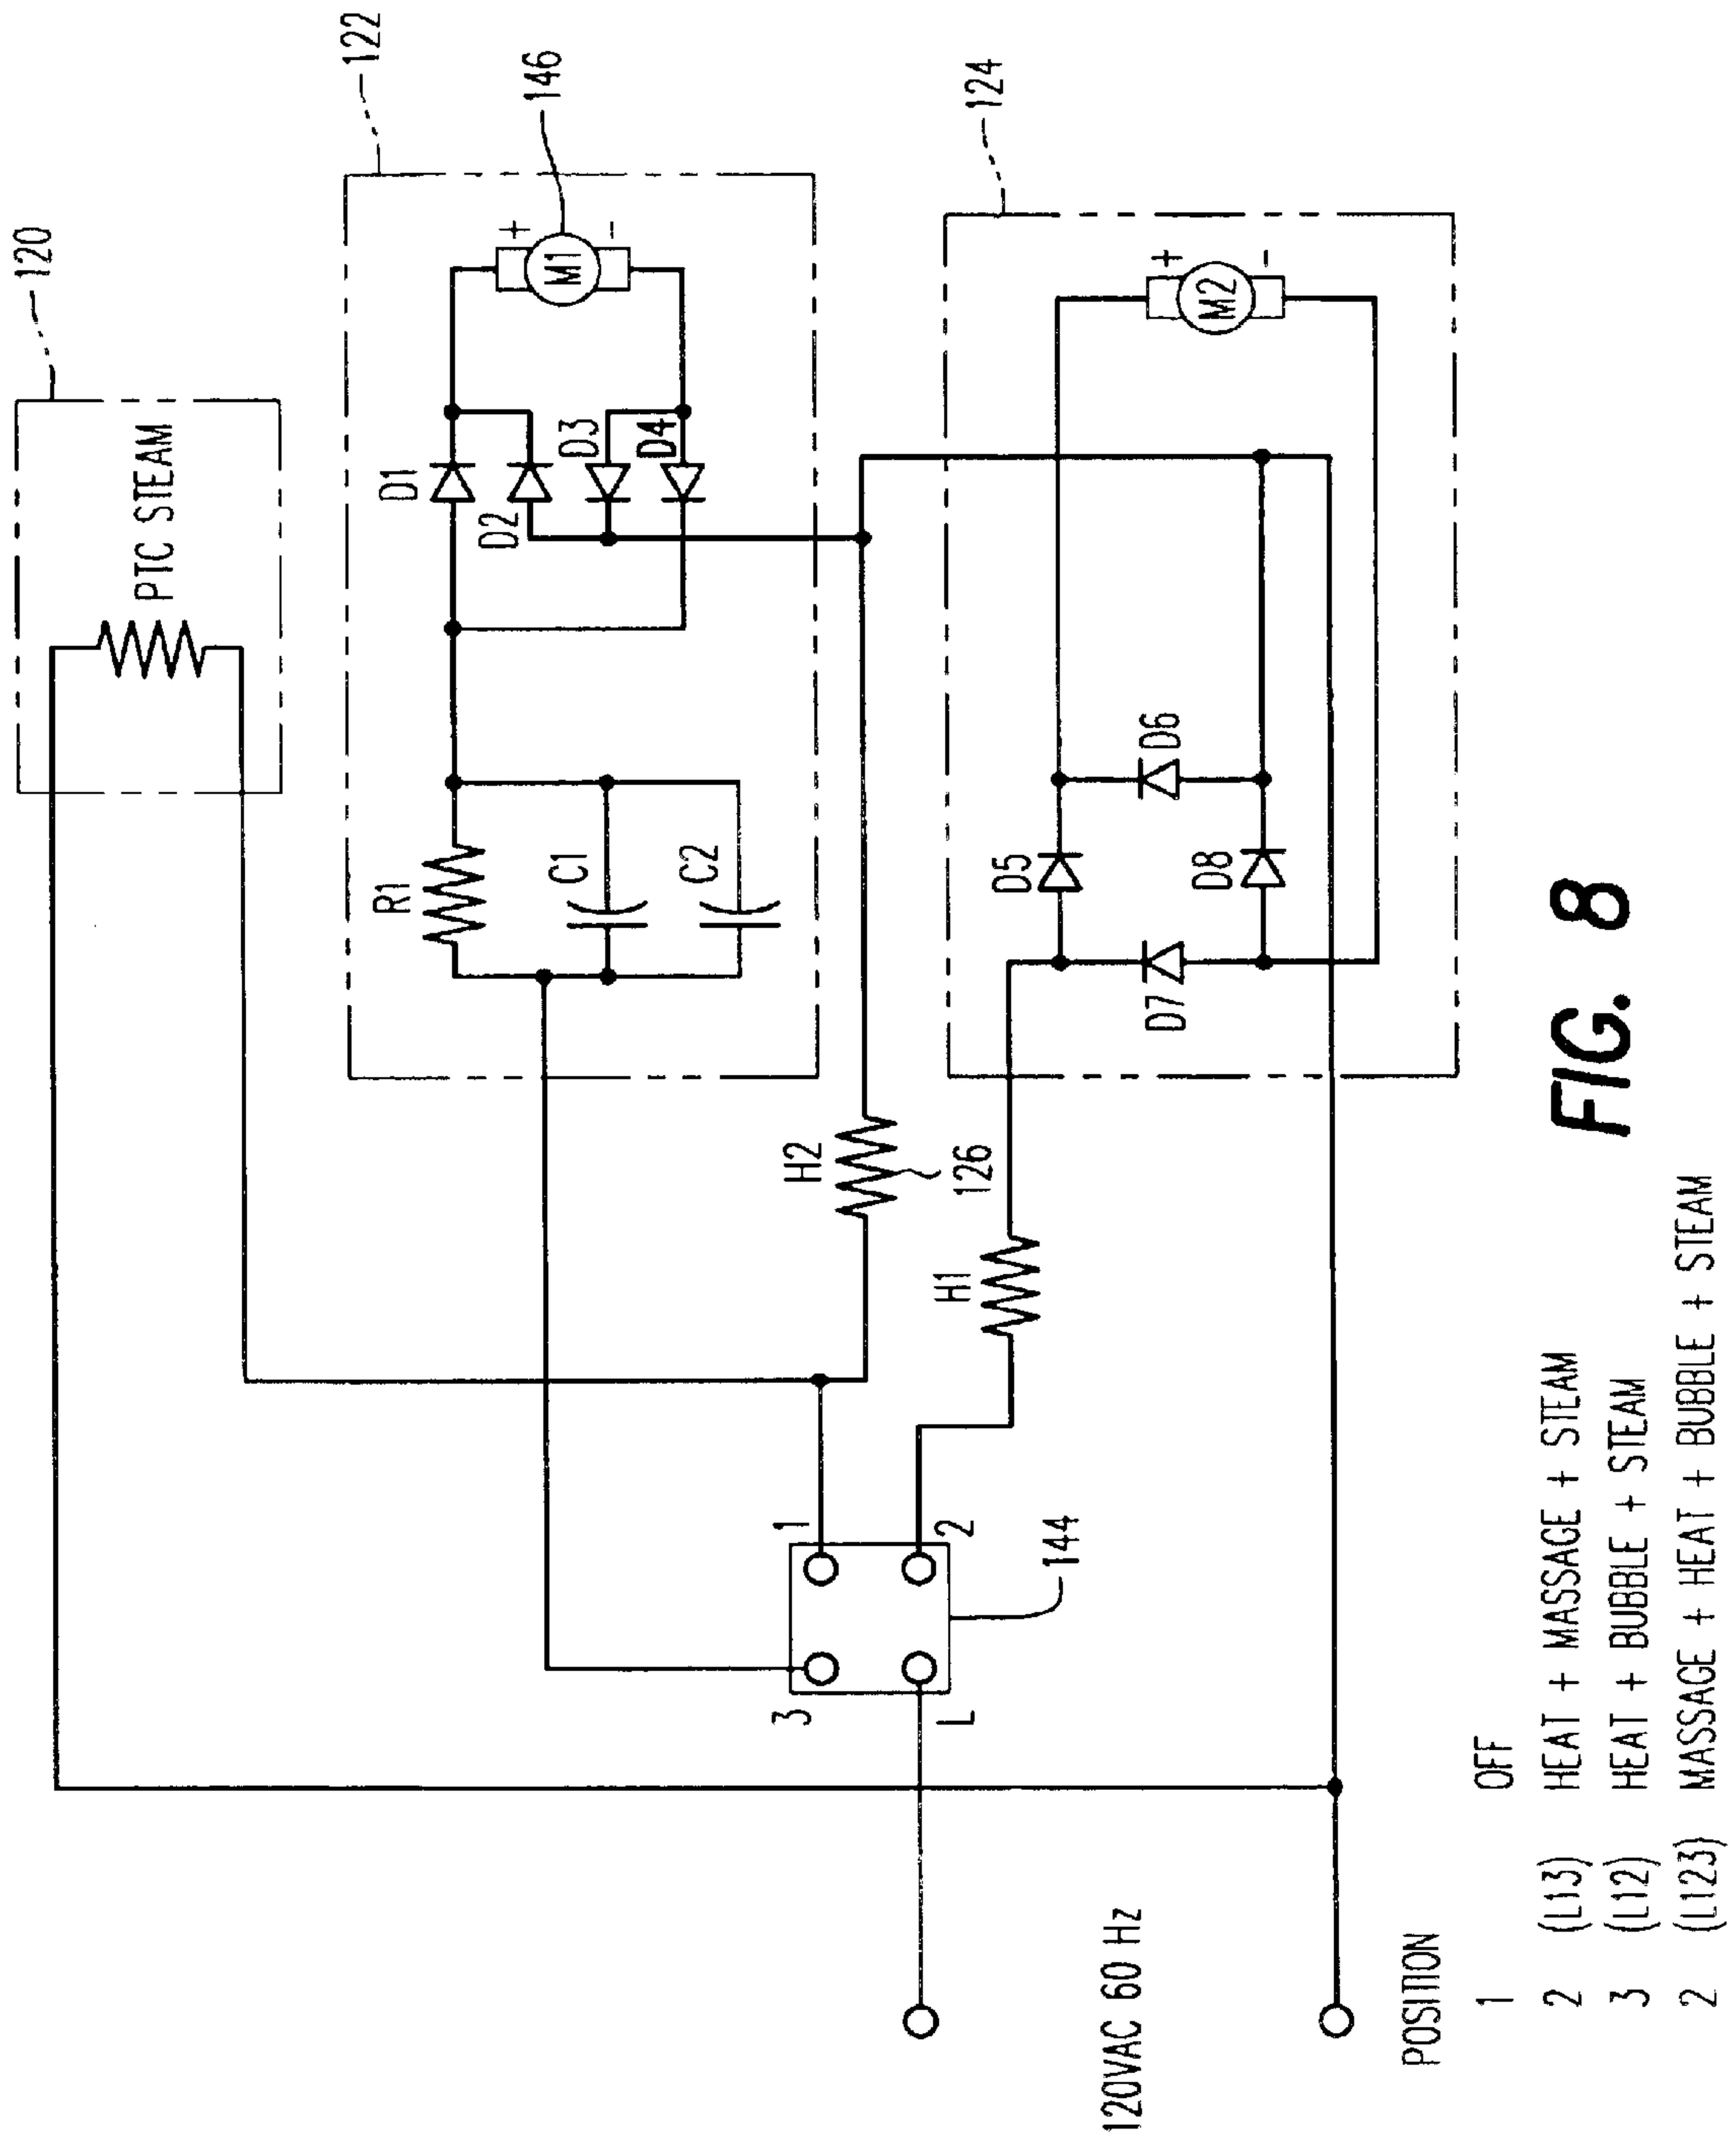 120
PTC STEAM
122
146
D1
D2
D3
D4
M1
+
-
R1
C1
C2
124
M2
+
-
D5
D6
D7
D8
H2
126
H1
3
1
L
2
144
120VAC 60 Hz
POSITION
1 OFF
2 (L13) HEAT + MASSAGE + STEAM
3 (L12) HEAT + BUBBLE + STEAM
2 (L123) MASSAGE + HEAT + BUBBLE + STEAM
FIG. 8